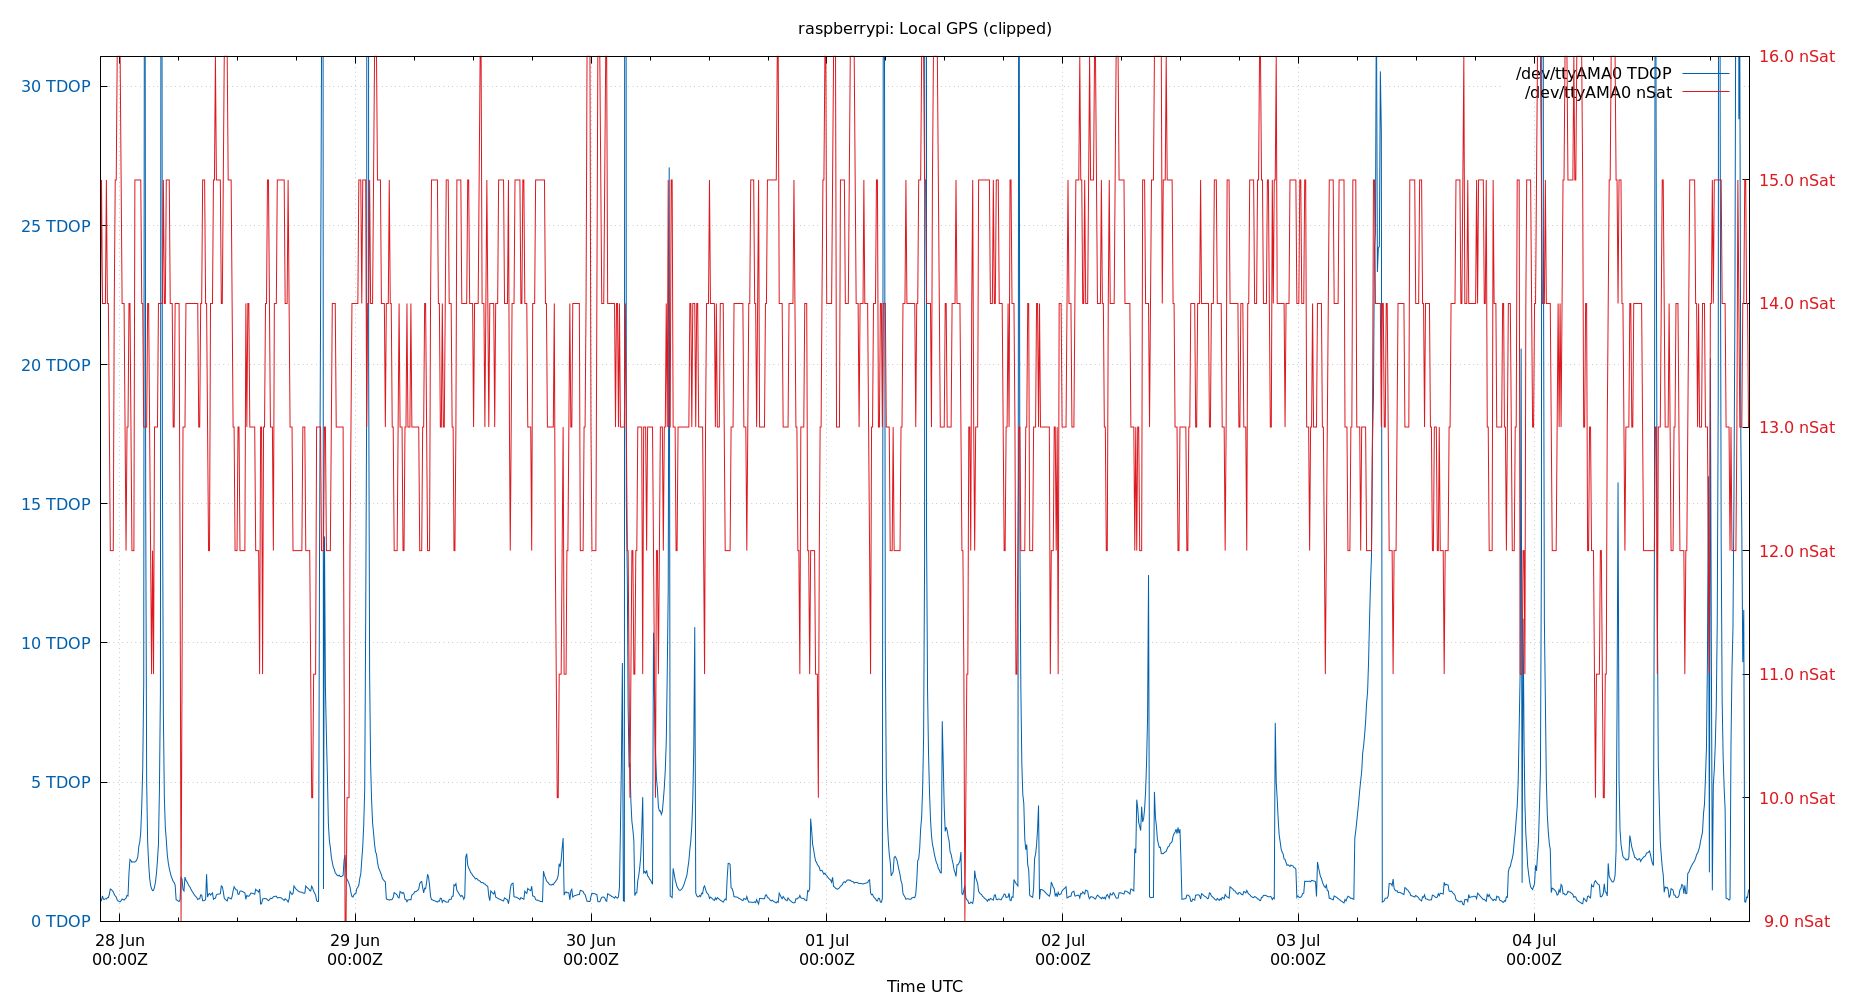 raspberrypi: Local GPS (clipped)
/dev/ttyAMA0 TDOP
/dev/ttyAMA0 nSat
30 TDOP
25 TDOP
20 TDOP
15 TDOP
10 TDOP
5 TDOP
0 TDOP
16.0 nSat
15.0 nSat
14.0 nSat
13.0 nSat
12.0 nSat
11.0 nSat
10.0 nSat
9.0 nSat
28 Jun
00:00Z
29 Jun
00:00Z
30 Jun
00:00Z
01 Jul
00:00Z
02 Jul
00:00Z
03 Jul
00:00Z
04 Jul
00:00Z
Time UTC